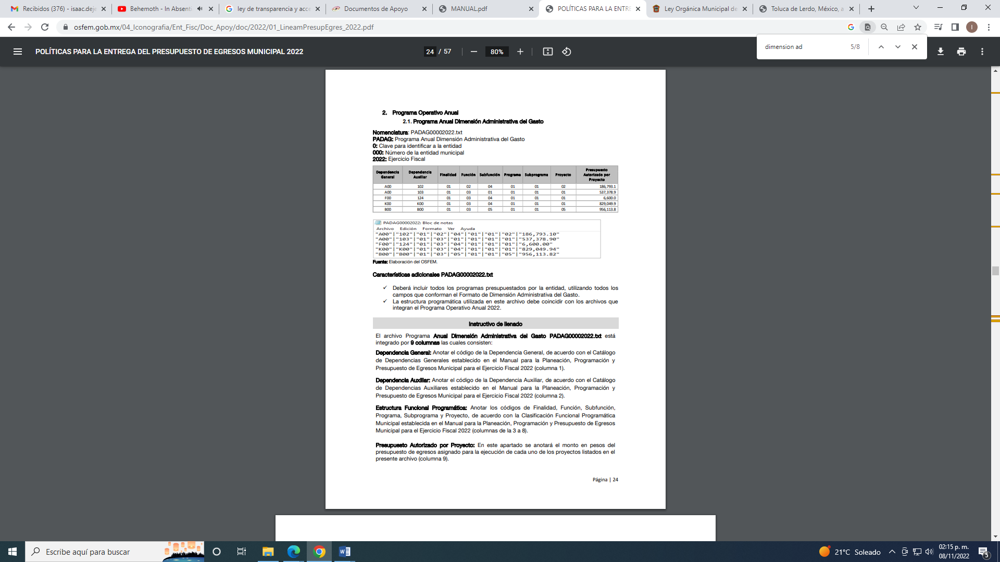 Recibidos (376) - isaac.deje
Behemoth - In Absenti
ley de transparencia y acce
Documentos de Apoyo
MANUAL.pdf
POLÍTICAS PARA LA ENTRE
Ley Orgánica Municipal de
Toluca de Lerdo, México, a
osfem.gob.mx/04_Iconografia/Ent_Fisc/Doc_Apoy/doc/2022/01_LineamPresupEgres_2022.pdf
I
POLÍTICAS PARA LA ENTREGA DEL PRESUPUESTO DE EGRESOS MUNICIPAL 2022
24 / 57
80%
dimension ad
5/8
2. Programa Operativo Anual
2.1. Programa Anual Dimensión Administrativa del Gasto
Nomenclatura: PADAG00002022.txt
PADAG: Programa Anual Dimensión Administrativa del Gasto
0: Clave para identificar a la entidad
000: Número de la entidad municipal
2022: Ejercicio Fiscal
Dependencia General Dependencia Auxiliar Finalidad Función Subfunción Programa Subprograma Proyecto Presupuesto Autorizado por Proyecto
A00 102 01 02 04 01 01 02 186,793.1
A00 103 01 03 01 01 01 01 537,378.9
F00 124 01 03 04 01 01 01 6,600.0
K00 K00 01 03 04 01 01 01 829,049.9
B00 B00 01 03 05 01 01 05 956,113.8
PADAG00002022: Bloc de notas
Archivo Edición Formato Ver Ayuda
"A00"|"102"|"01"|"02"|"04"|"01"|"01"|"02"|"186,793.10"
"A00"|"103"|"01"|"03"|"01"|"01"|"01"|"01"|"537,378.90"
"F00"|"124"|"01"|"03"|"04"|"01"|"01"|"01"|"6,600.00"
"K00"|"K00"|"01"|"03"|"04"|"01"|"01"|"01"|"829,049.94"
"B00"|"B00"|"01"|"03"|"05"|"01"|"01"|"05"|"956,113.82"
Fuente: Elaboración del OSFEM.
Características adicionales PADAG00002022.txt
✓ Deberá incluir todos los programas presupuestados por la entidad, utilizando todos los
campos que conforman el Formato de Dimensión Administrativa del Gasto.
✓ La estructura programática utilizada en este archivo debe coincidir con los archivos que
integran el Programa Operativo Anual 2022.
Instructivo de llenado
El archivo Programa Anual Dimensión Administrativa del Gasto PADAG00002022.txt está
integrado por 9 columnas las cuales consisten:
Dependencia General: Anotar el código de la Dependencia General, de acuerdo con el Catálogo
de Dependencias Generales establecido en el Manual para la Planeación, Programación y
Presupuesto de Egresos Municipal para el Ejercicio Fiscal 2022 (columna 1).
Dependencia Auxiliar: Anotar el código de la Dependencia Auxiliar, de acuerdo con el Catálogo
de Dependencias Auxiliares establecido en el Manual para la Planeación, Programación y
Presupuesto de Egresos Municipal para el Ejercicio Fiscal 2022 (columna 2).
Estructura Funcional Programática: Anotar los códigos de Finalidad, Función, Subfunción,
Programa, Subprograma y Proyecto, de acuerdo con la Clasificación Funcional Programática
Municipal establecida en el Manual para la Planeación, Programación y Presupuesto de Egresos
Municipal para el Ejercicio Fiscal 2022 (columnas de la 3 a 8).
Presupuesto Autorizado por Proyecto: En este apartado se anotará el monto en pesos del
presupuesto de egresos asignado para la ejecución de cada uno de los proyectos listados en el
presente archivo (columna 9).
Página | 24
Escribe aquí para buscar
21°C Soleado
02:15 p. m.
08/11/2022
5